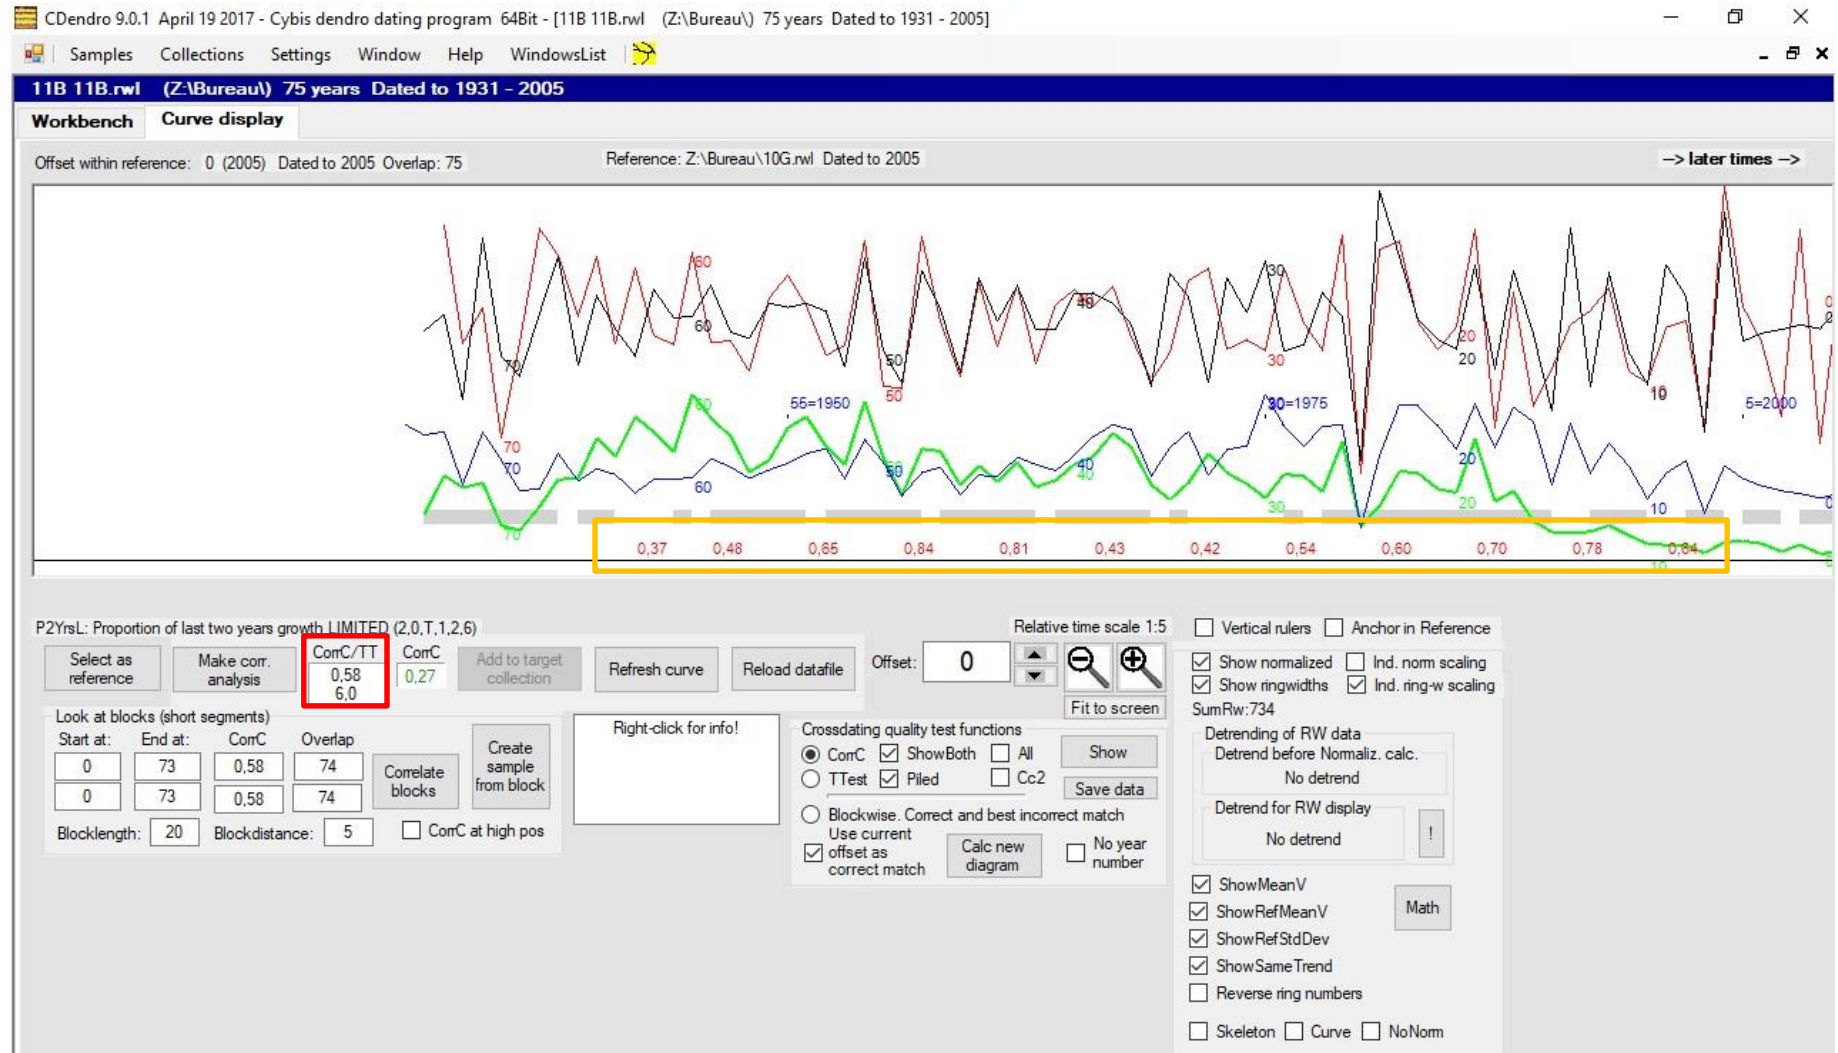 CDendro 9.0.1 April 19 2017 - Cybis dendro dating program 64Bit - [11B 11B.rwl (Z:\Bureau\) 75 years Dated to 1931 - 2005]
Samples Collections Settings Window Help WindowsList
11B 11B.rwl (Z:\Bureau\) 75 years Dated to 1931 - 2005
Workbench Curve display
Offset within reference: 0 (2005) Dated to 2005 Overlap: 75 Reference: Z:\Bureau\10G.rwl Dated to 2005 --> later times -->
60 30 0
40
60 20
70 50 30 20
50 10
60 55=1950 30=1975 5=2000
70
70 50 40 20
40
60 30 20 10 0
70
0,37 0,48 0,65 0,84 0,81 0,43 0,42 0,54 0,60 0,70 0,78 0,64
10
P2YrsL: Proportion of last two years growth LIMITED (2,0,T,1,2,6) Relative time scale 1:5
Select as reference
Make corr. analysis
CorrC/TT
0,58
6,0
CorrC
0,27
Add to target collection
Refresh curve
Reload datafile
Offset: 0
Fit to screen
Look at blocks (short segments)
Start at: End at: CorrC Overlap
0 73 0,58 74
0 73 0,58 74
Correlate blocks
Create sample from block
Blocklength: 20 Blockdistance: 5 CorrC at high pos
Right-click for info!
Crossdating quality test functions
CorrC ShowBoth All Show
TTest Piled Cc2 Save data
Blockwise. Correct and best incorrect match
Use current
offset as
correct match
Calc new diagram
No year number
Vertical rulers Anchor in Reference
Show normalized Ind. norm scaling
Show ringwidths Ind. ring-w scaling
SumRw:734
Detrending of RW data
Detrend before Normaliz. calc.
No detrend
Detrend for RW display
No detrend !
ShowMeanV
ShowRefMeanV Math
ShowRefStdDev
ShowSameTrend
Reverse ring numbers
Skeleton Curve NoNorm